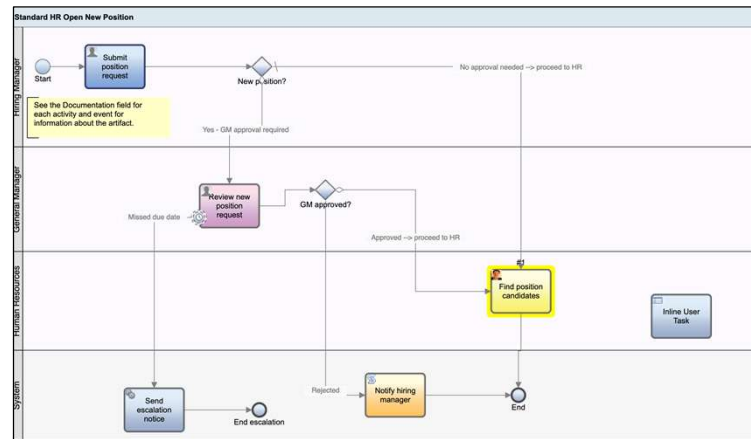 Standard HR Open New Position
Hiring Manager
Start
Submit
position
request
New position?
No approval needed --> proceed to HR
See the Documentation field for
each activity and event for
information about the artifact.
Yes - GM approval required
General Manager
Review new
position
request
GM approved?
Missed due date
Approved --> proceed to HR
Human Resources
#1
Find position
candidates
Inline User
Task
System
Send
escalation
notice
End escalation
Rejected
Notify hiring
manager
End